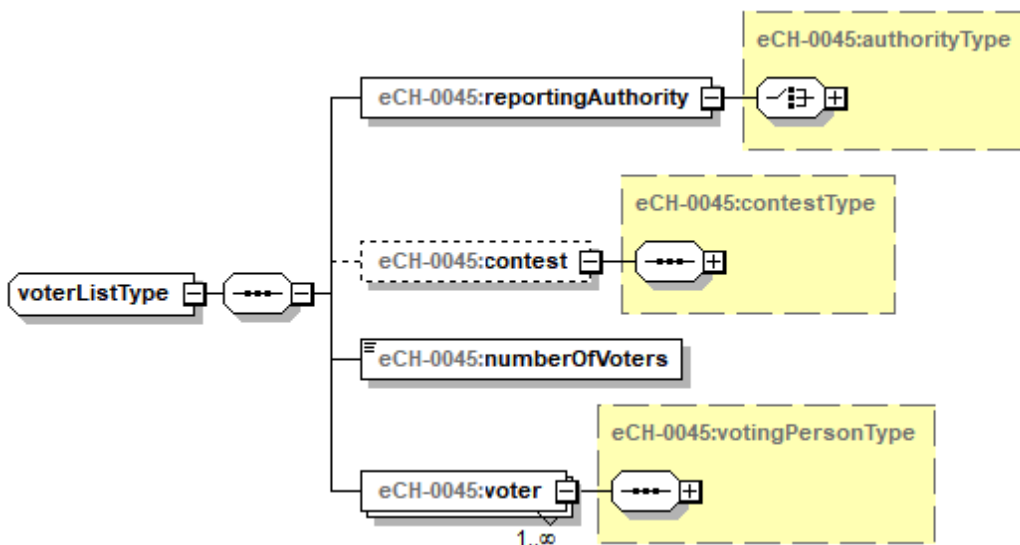 eCH-0045:authorityType
eCH-0045:reportingAuthority
eCH-0045:contestType
eCH-0045:contest
voterListType
eCH-0045:numberOfVoters
eCH-0045:votingPersonType
eCH-0045:voter
1..∞